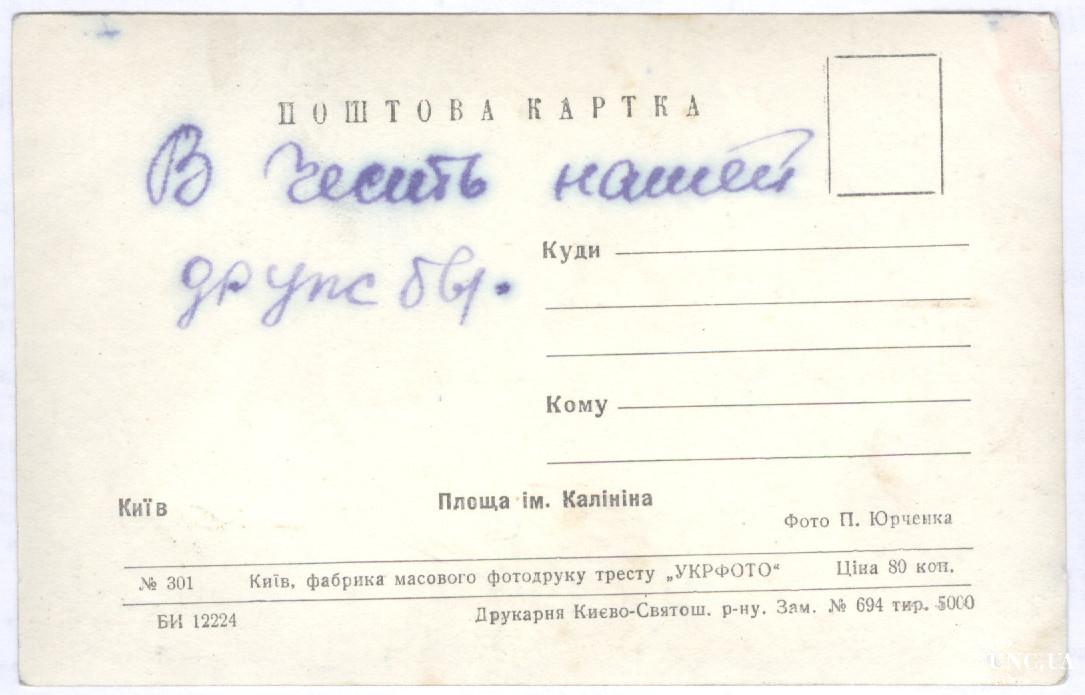 ПОШТОВА КАРТКА
В честь нашей
дружбы.
Куди
Кому
Київ
Площа ім. Калініна
Фото П. Юрченка
№ 301 Київ, фабрика масового фотодруку тресту „УКРФОТО“ Ціна 80 коп.
БИ 12224 Друкарня Києво-Святош. р-ну. Зам. № 694 тир. 5000
UNC.UA